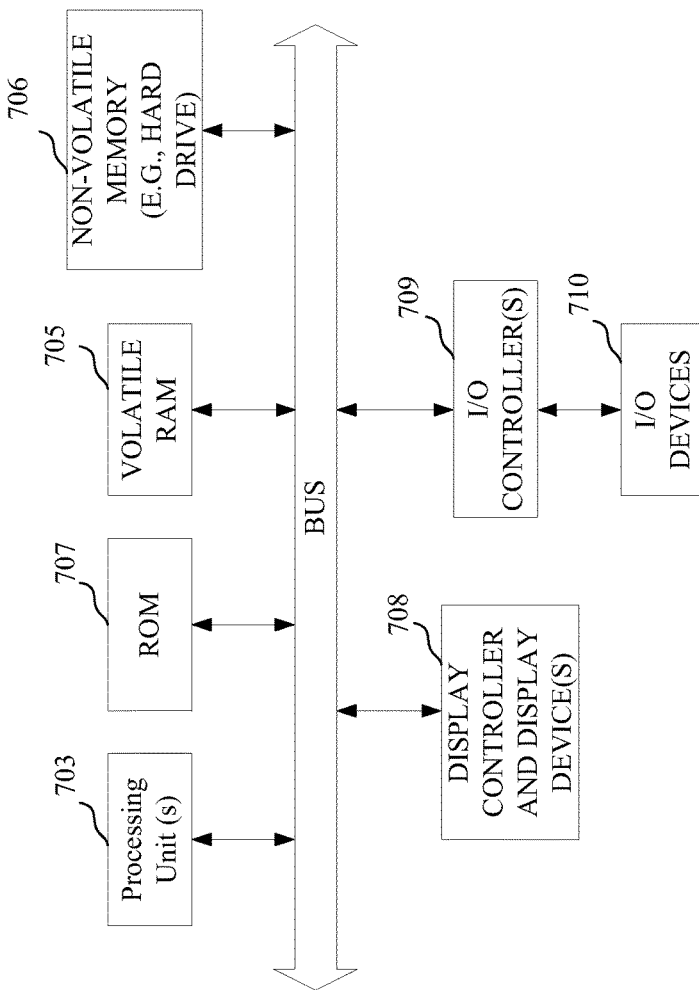 703
Processing
Unit (s)
707
ROM
705
VOLATILE
RAM
706
NON-VOLATILE
MEMORY
(E.G., HARD
DRIVE)
BUS
708
DISPLAY
CONTROLLER
AND DISPLAY
DEVICE(S)
709
I/O
CONTROLLER(S)
710
I/O
DEVICES